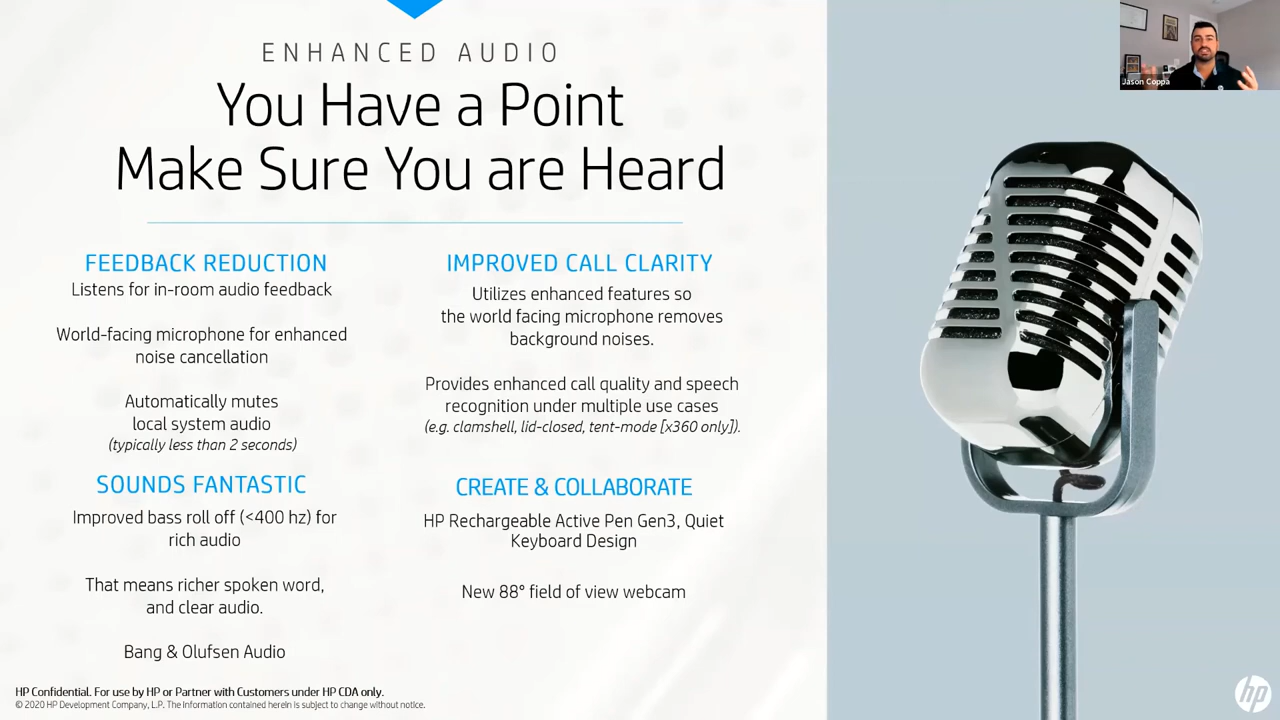 ENHANCED AUDIO
You Have a Point
Make Sure You are Heard
FEEDBACK REDUCTION
Listens for in-room audio feedback
World-facing microphone for enhanced
noise cancellation
Automatically mutes
local system audio
(typically less than 2 seconds)
SOUNDS FANTASTIC
Improved bass roll off (<400 hz) for
rich audio
That means richer spoken word,
and clear audio.
Bang & Olufsen Audio
IMPROVED CALL CLARITY
Utilizes enhanced features so
the world facing microphone removes
background noises.
Provides enhanced call quality and speech
recognition under multiple use cases
(e.g. clamshell, lid-closed, tent-mode [x360 only]).
CREATE & COLLABORATE
HP Rechargeable Active Pen Gen3, Quiet
Keyboard Design
New 88° field of view webcam
HP Confidential. For use by HP or Partner with Customers under HP CDA only.
© 2020 HP Development Company, L.P. The Information contained herein is subject to change without notice.
Jason Coppa
hp